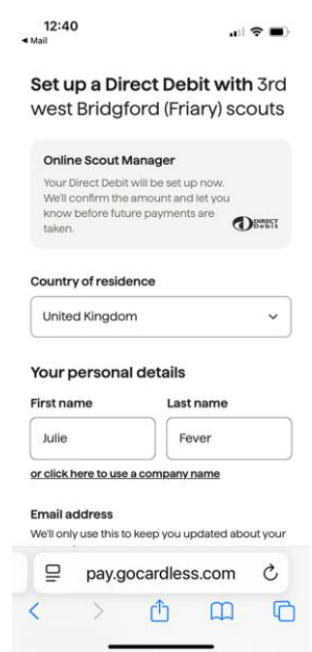 12:40
◀ Mail
Set up a Direct Debit with 3rd
west Bridgford (Friary) scouts
Online Scout Manager
Your Direct Debit will be set up now.
We'll confirm the amount and let you
know before future payments are
taken.
DIRECT
Debit
Country of residence
United Kingdom
Your personal details
First name Last name
Julie Fever
or click here to use a company name
Email address
We'll only use this to keep you updated about your
pay.gocardless.com